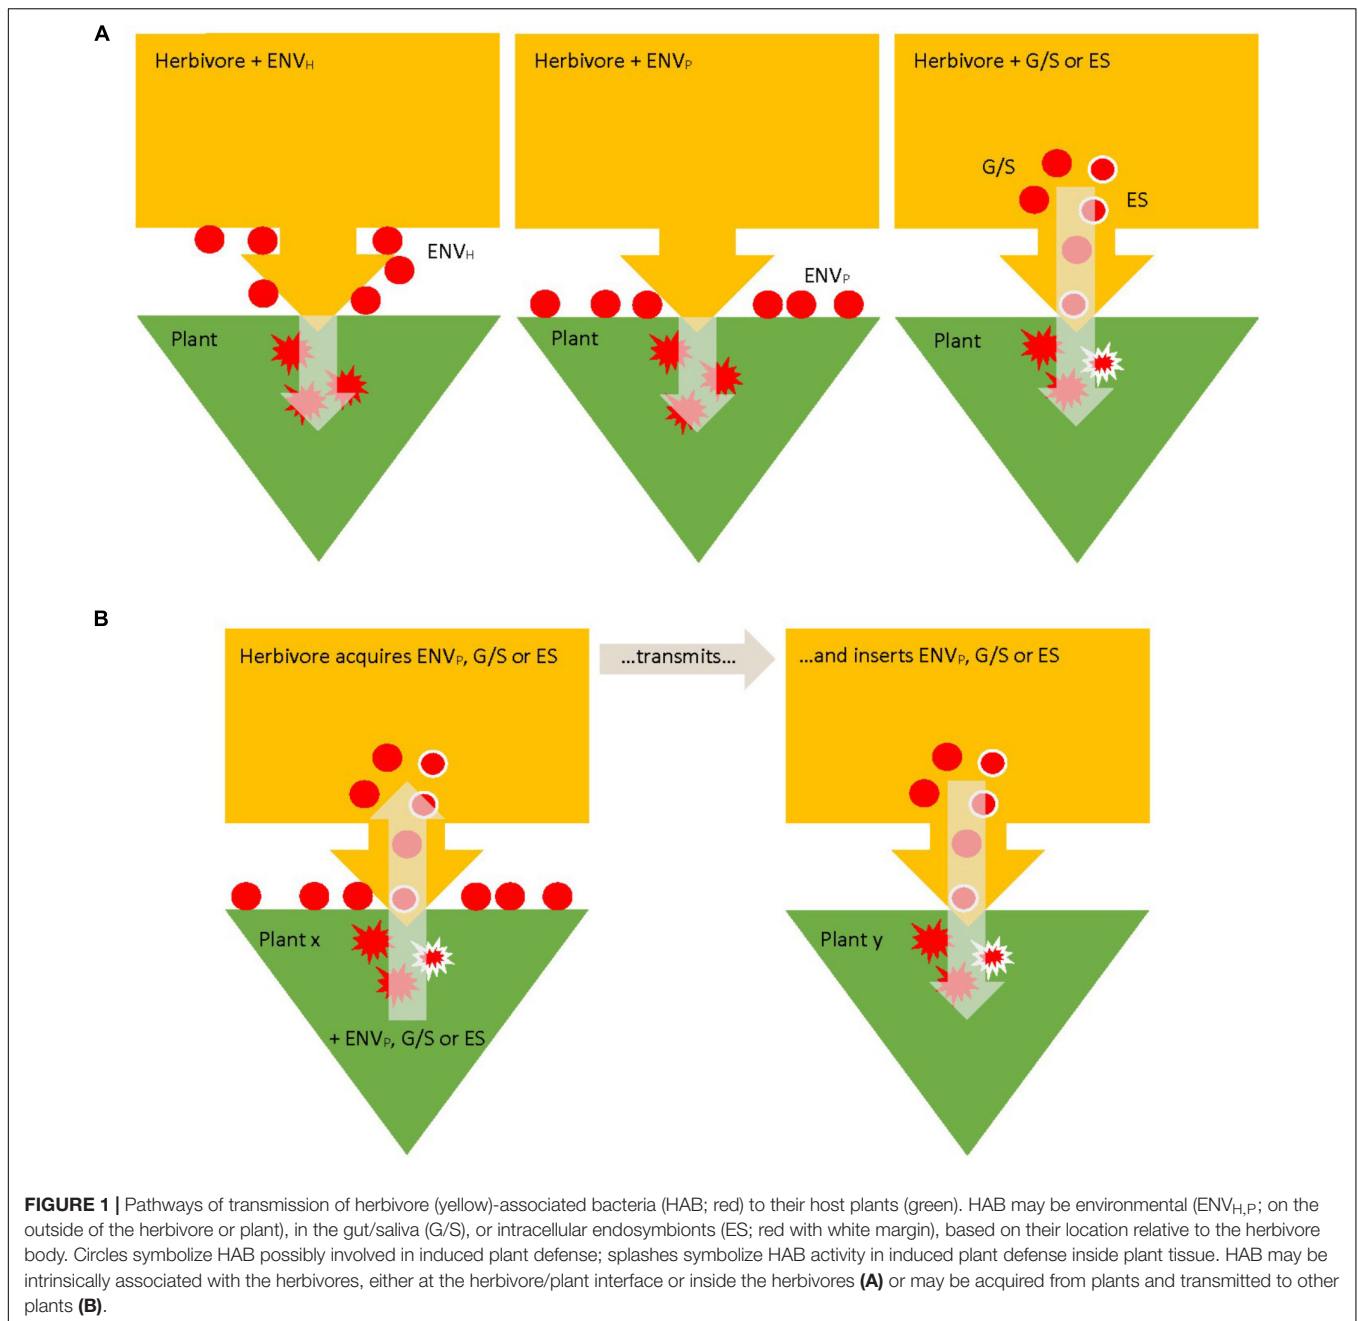 A
Herbivore + ENVH
Herbivore + ENVP
Herbivore + G/S or ES
G/S
ES
ENVH
ENVP
Plant
Plant
Plant
B
Herbivore acquires ENVP, G/S or ES
...transmits...
...and inserts ENVP, G/S or ES
Plant x
Plant y
+ ENVP, G/S or ES
FIGURE 1 | Pathways of transmission of herbivore (yellow)-associated bacteria (HAB; red) to their host plants (green). HAB may be environmental (ENVH,P; on the
outside of the herbivore or plant), in the gut/saliva (G/S), or intracellular endosymbionts (ES; red with white margin), based on their location relative to the herbivore
body. Circles symbolize HAB possibly involved in induced plant defense; splashes symbolize HAB activity in induced plant defense inside plant tissue. HAB may be
intrinsically associated with the herbivores, either at the herbivore/plant interface or inside the herbivores (A) or may be acquired from plants and transmitted to other
plants (B).